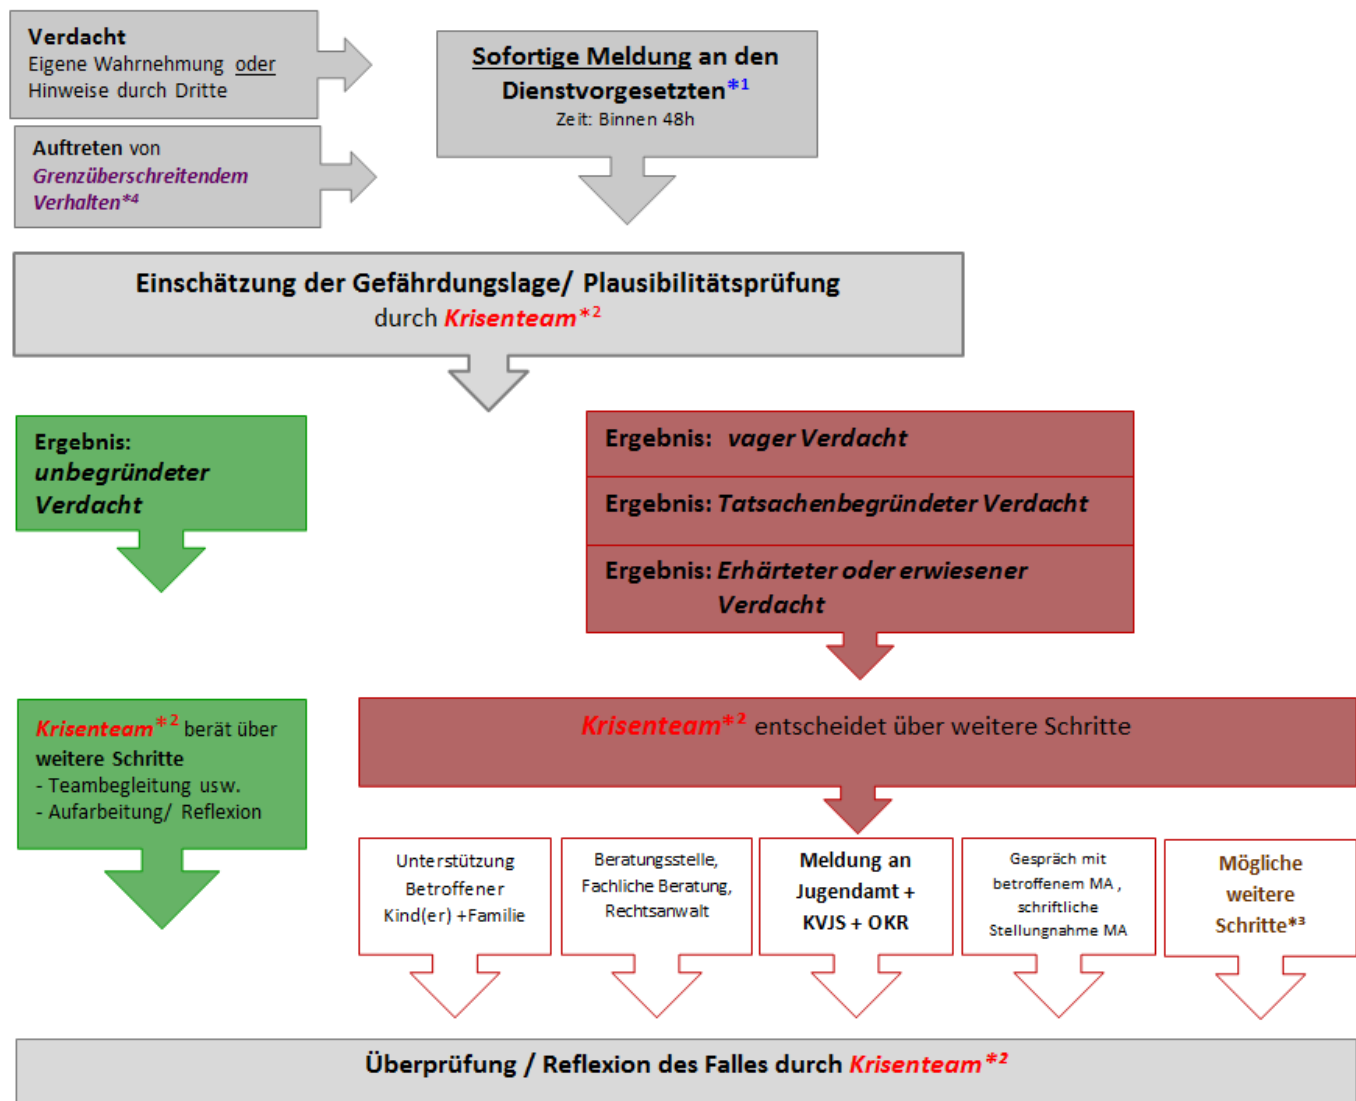 Verdacht
Eigene Wahrnehmung oder
Hinweise durch Dritte
Sofortige Meldung an den
Dienstvorgesetzten*1
Zeit: Binnen 48h
Auftreten von
Grenzüberschreitendem
Verhalten*4
Einschätzung der Gefährdungslage/ Plausibilitätsprüfung
durch Krisenteam*2
Ergebnis:
unbegründeter
Verdacht
Ergebnis: vager Verdacht
Ergebnis: Tatsachenbegründeter Verdacht
Ergebnis: Erhärteter oder erwiesener
Verdacht
Krisenteam*2 berät über
weitere Schritte
- Teambegleitung usw.
- Aufarbeitung/ Reflexion
Krisenteam*2 entscheidet über weitere Schritte
Unterstützung
Betroffener
Kind(er) +Familie
Beratungsstelle,
Fachliche Beratung,
Rechtsanwalt
Meldung an
Jugendamt +
KVJS + OKR
Gespräch mit
betroffenem MA ,
schriftliche
Stellungnahme MA
Mögliche
weitere
Schritte*3
Überprüfung / Reflexion des Falles durch Krisenteam*2